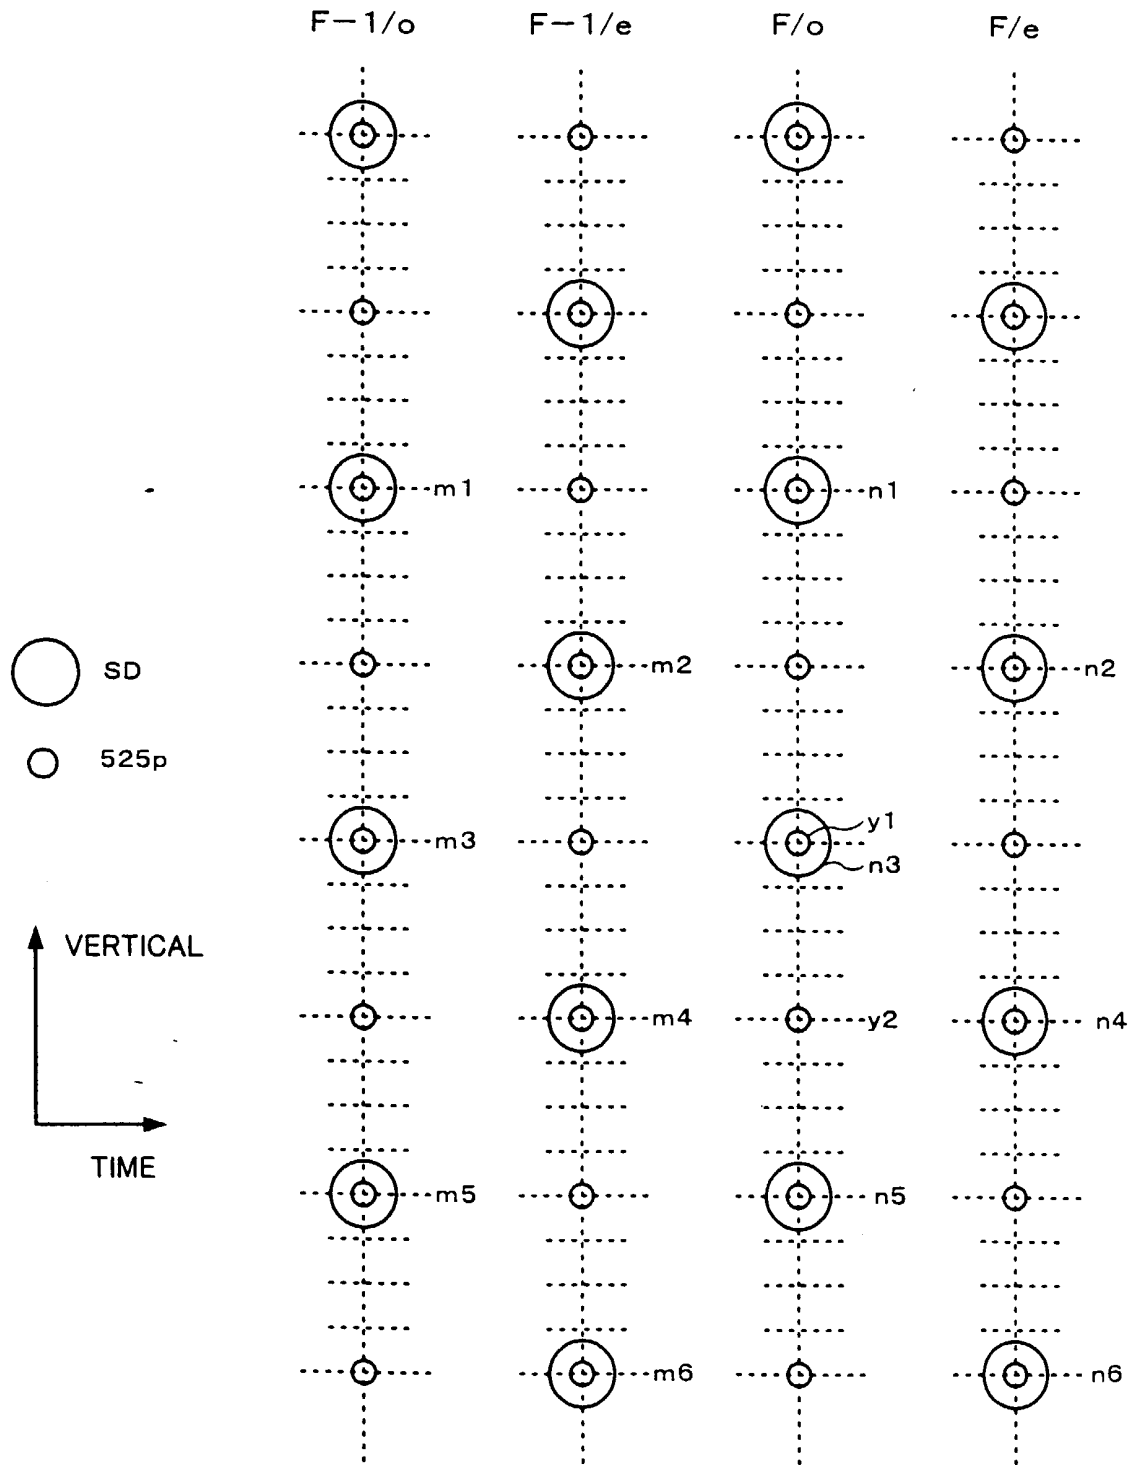 F-1/o F-1/e F/o F/e
m1 n1
SD m2 n2
525p
m3 y1
n3
VERTICAL
m4 y2 n4
TIME
m5 n5
m6 n6